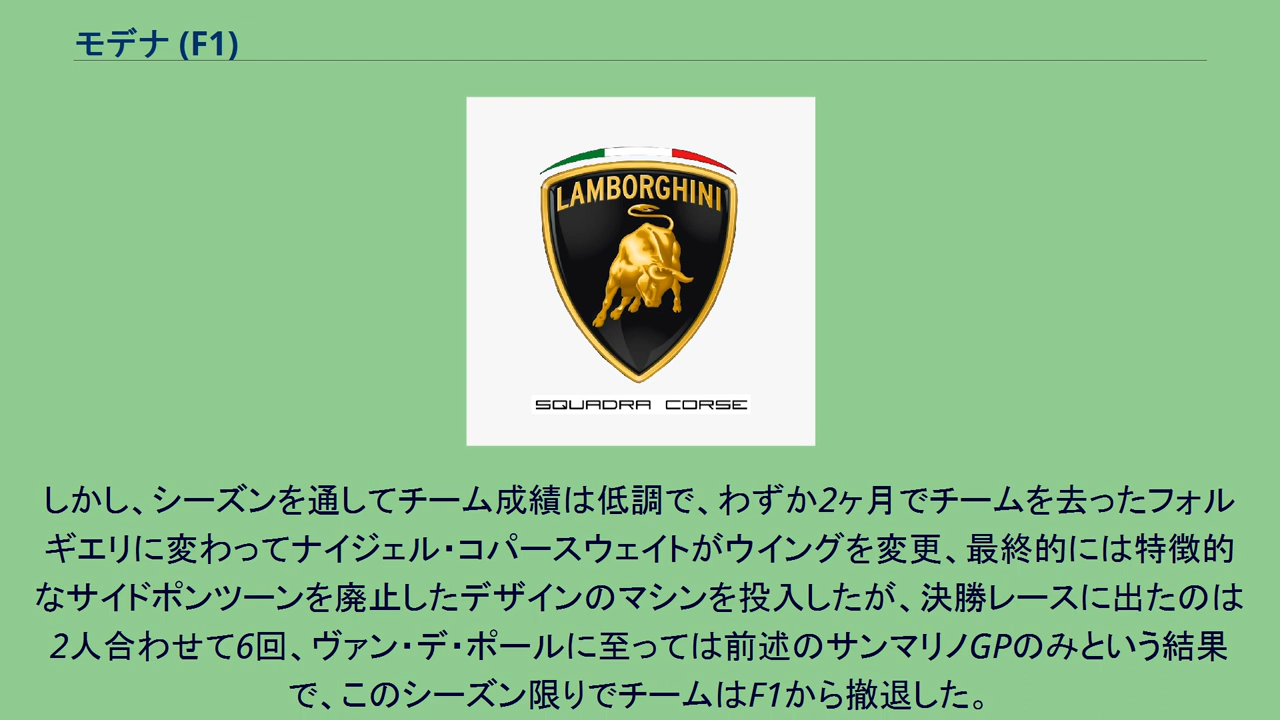 モデナ (F1)
LAMBORGHINI
SQUADRA CORSE
しかし、シーズンを通してチーム成績は低調で、わずか2ヶ月でチームを去ったフォル
ギエリに変わってナイジェル・コパースウェイトがウイングを変更、最終的には特徴的
なサイドポンツーンを廃止したデザインのマシンを投入したが、決勝レースに出たのは
2人合わせて6回、ヴァン・デ・ポールに至っては前述のサンマリノGPのみという結果
で、このシーズン限りでチームはF1から撤退した。